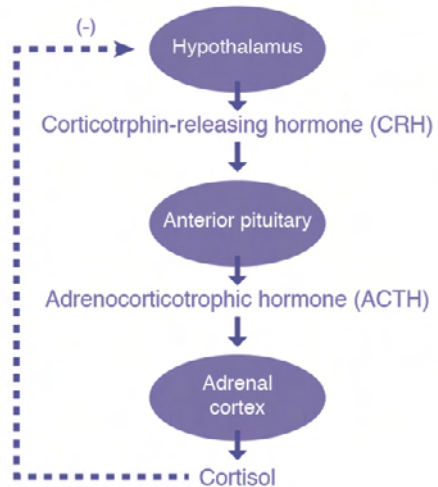 (-)
Hypothalamus
Corticotrphin-releasing hormone (CRH)
Anterior pituitary
Adrenocorticotrophic hormone (ACTH)
Adrenal
cortex
Cortisol